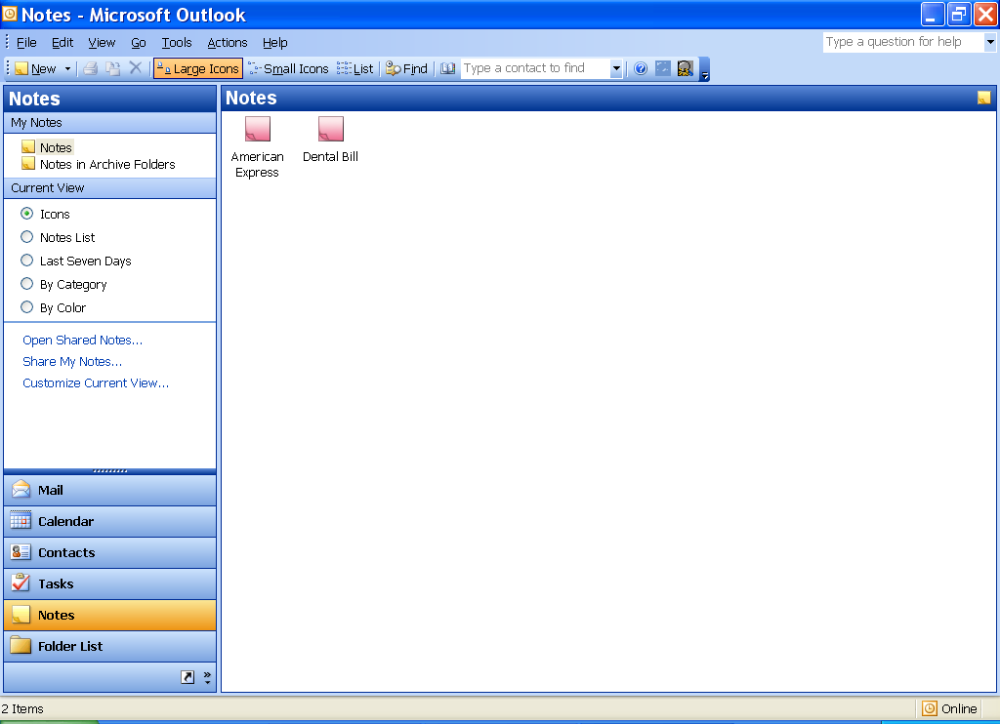 Notes - Microsoft Outlook
File Edit View Go Tools Actions Help Type a question for help
New Large Icons Small Icons List Find Type a contact to find
Notes
My Notes
Notes
Notes in Archive Folders
Current View
Icons
Notes List
Last Seven Days
By Category
By Color
Open Shared Notes...
Share My Notes...
Customize Current View...
Mail
Calendar
Contacts
Tasks
Notes
Folder List
Notes
American
Express
Dental Bill
2 Items Online